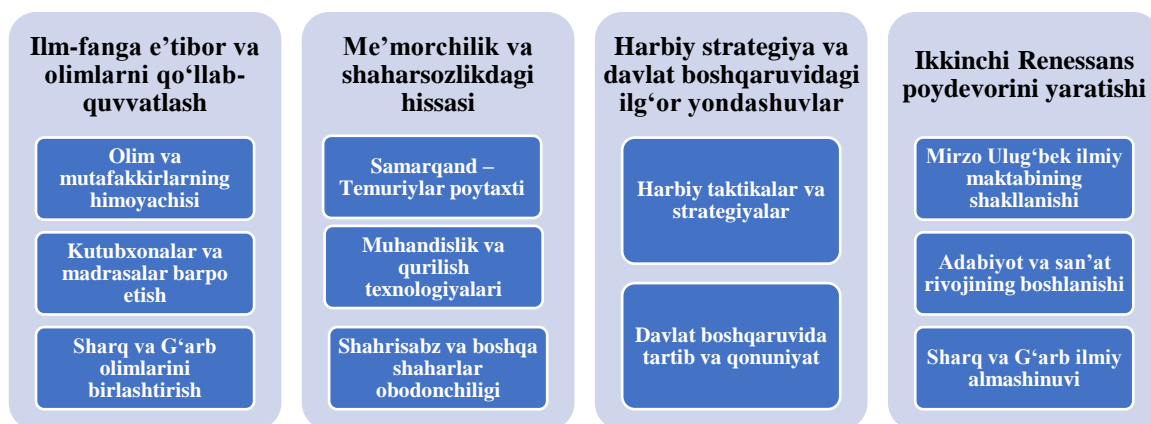 Ilm-fanga e’tibor va
olimlarni qo‘llab-
quvvatlash
Olim va
mutafakkirlarning
himoyachisi
Kutubxonalar va
madrasalar barpo
etish
Sharq va G‘arb
olimlarini
birlashtirish
Me’morchilik va
shaharsozlikdagi
hissasi
Samarqand –
Temuriylar poytaxti
Muhandislik va
qurilish
texnologiyalari
Shahrisabz va boshqa
shaharlar
obodonchiligi
Harbiy strategiya va
davlat boshqaruvidagi
ilg‘or yondashuvlar
Harbiy taktikalar va
strategiyalar
Davlat boshqaruvida
tartib va qonuniyat
Ikkinchi Renessans
poydevorini yaratishi
Mirzo Ulug‘bek ilmiy
maktabining
shakllanishi
Adabiyot va san’at
rivojining boshlanishi
Sharq va G‘arb ilmiy
almashinuvi